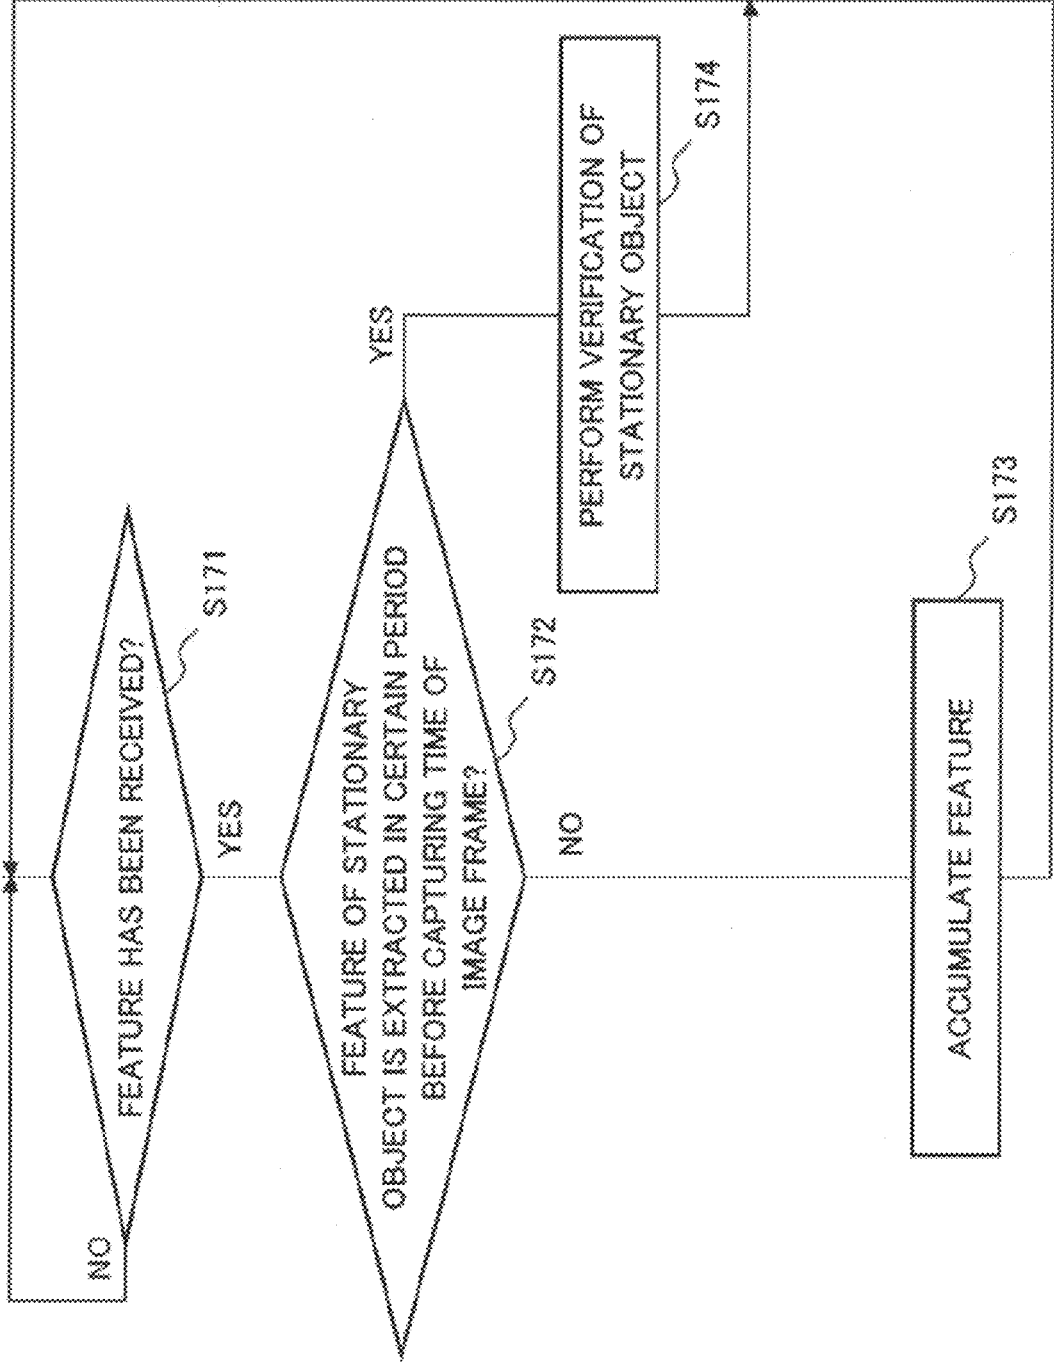 FEATURE HAS BEEN RECEIVED?
S171
NO
YES
FEATURE OF STATIONARY
OBJECT IS EXTRACTED IN CERTAIN PERIOD
BEFORE CAPTURING TIME OF
IMAGE FRAME?
S172
YES
NO
PERFORM VERIFICATION OF
STATIONARY OBJECT
S174
ACCUMULATE FEATURE
S173